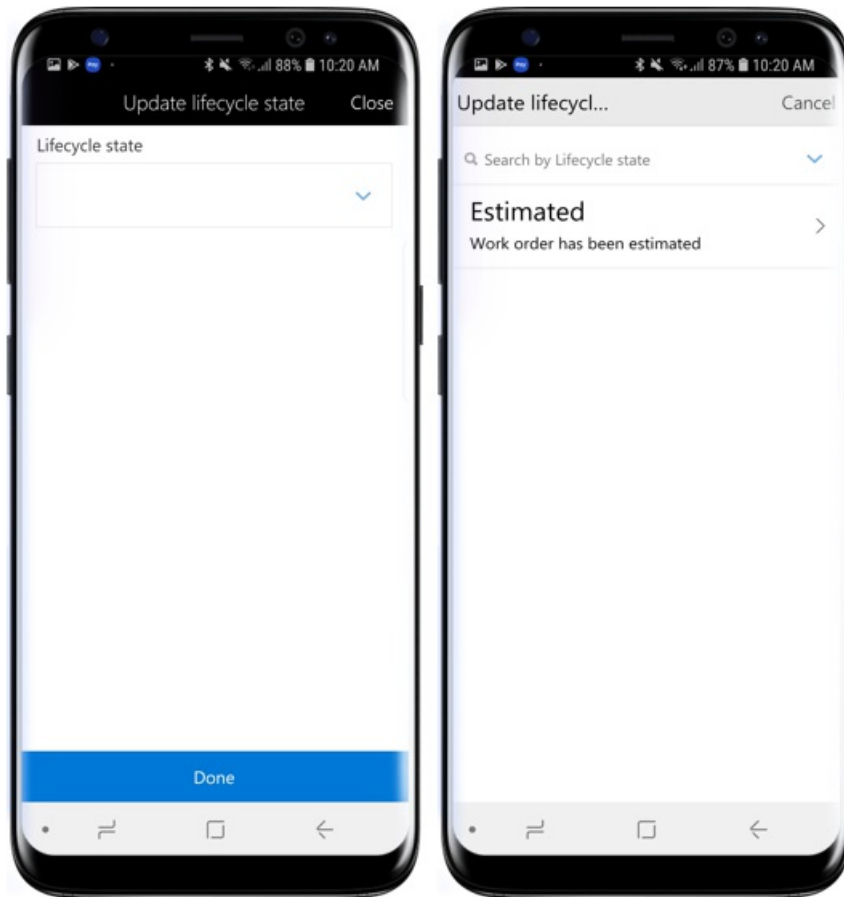 88% 10:20 AM
Update lifecycle state Close
Lifecycle state
Done
87% 10:20 AM
Update lifecycl... Cancel
Search by Lifecycle state
Estimated
Work order has been estimated